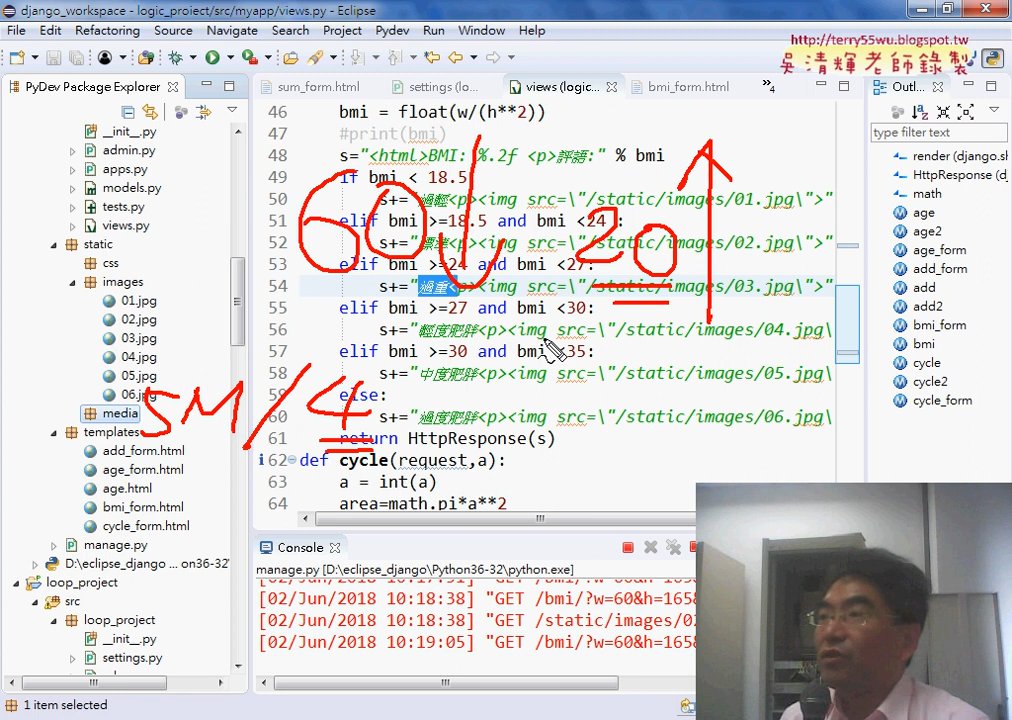 django_workspace - logic_project/src/myapp/views.py - Eclipse
File Edit Refactoring Source Navigate Search Project Pydev Run Window Help
http://terry55wu.blogspot.tw
吳清輝老師錄製
PyDev Package Explorer
__init__.py
admin.py
apps.py
models.py
tests.py
views.py
static
css
images
01.jpg
02.jpg
03.jpg
04.jpg
05.jpg
06.jpg
media
templates
add_form.html
age_form.html
age.html
bmi_form.html
cycle_form.html
manage.py
D:\eclipse_django\ ... on36-32\
loop_project
src
loop_project
__init__.py
settings.py
1 item selected
sum_form.html settings (lo... views (logic... bmi_form.html »4
46 bmi = float(w/(h**2))
47 #print(bmi)
48 s="<html>BMI: %.2f <p>評語:" % bmi
49 if bmi < 18.5
50 s+="過輕<p><img src=\"/static/images/01.jpg\">"
51 elif bmi >=18.5 and bmi <24 :
52 s+="標準<p><img src=\"/static/images/02.jpg\">"
53 elif bmi >=24 and bmi <27:
54 s+="過重<p><img src=\"/static/images/03.jpg\">"
55 elif bmi >=27 and bmi <30:
56 s+="輕度肥胖<p><img src=\"/static/images/04.jpg\
57 elif bmi >=30 and bmi <35:
58 s+="中度肥胖<p><img src=\"/static/images/05.jpg\
59 else:
60 s+="過度肥胖<p><img src=\"/static/images/06.jpg\
61 return HttpResponse(s)
62 def cycle(request,a):
63 a = int(a)
64 area=math.pi*a**2
60
20
5M/4
Outl...
type filter text
render (django.sh
HttpResponse (dj
math
age
age2
age_form
add_form
add
add2
bmi_form
bmi
cycle
cycle2
cycle_form
Console
manage.py [D:\eclipse_django\Python36-32\python.exe]
[02/Jun/2018 10:18:38] "GET /bmi/?w=60&h=1658
[02/Jun/2018 10:18:38] "GET /static/images/0
[02/Jun/2018 10:19:05] "GET /bmi/?w=60&h=1658